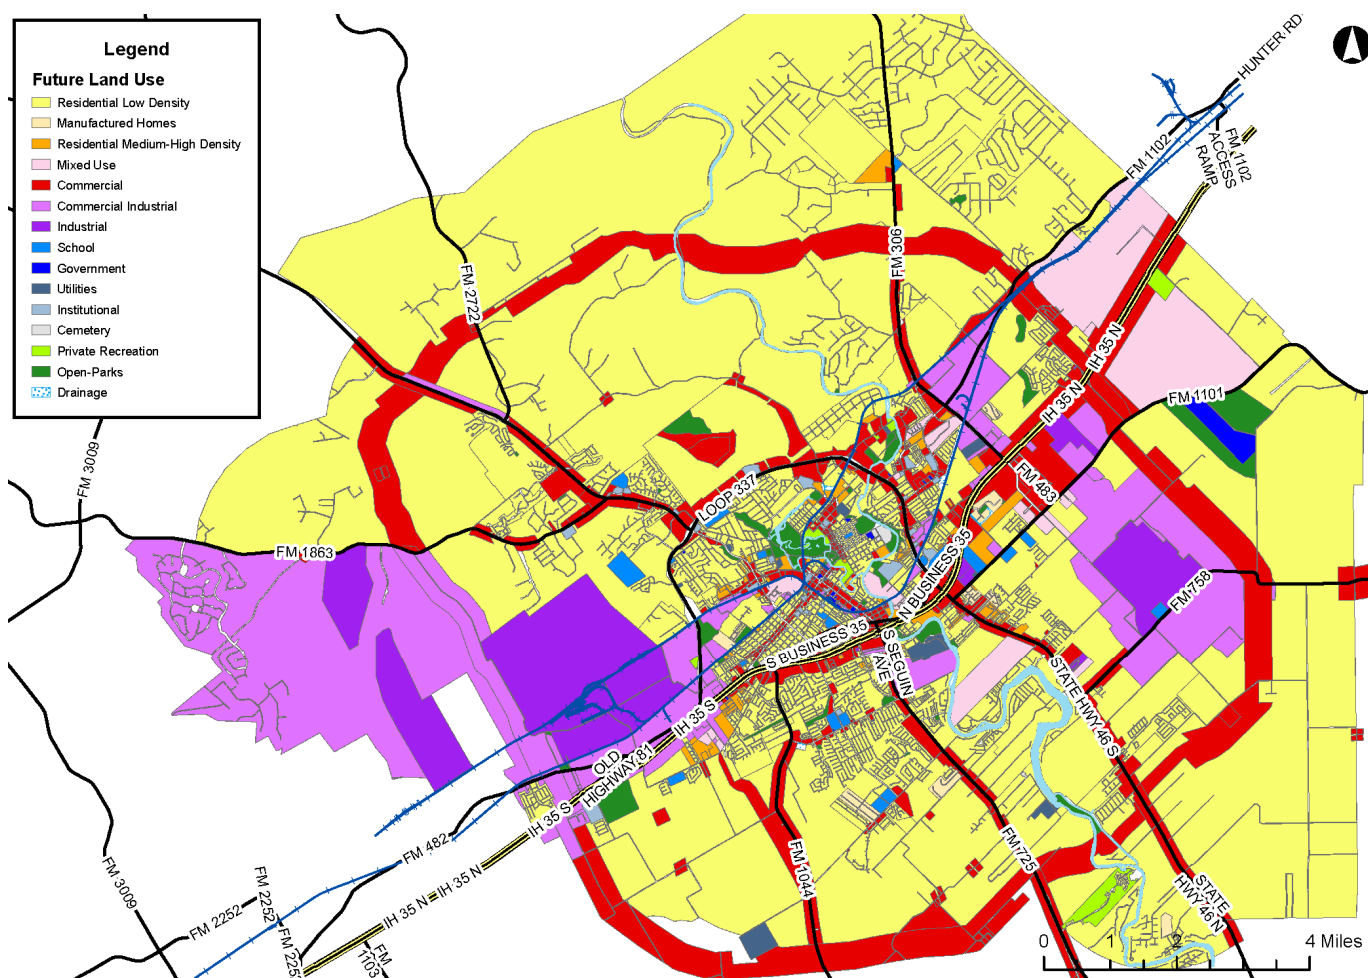 Legend
Future Land Use
Residential Low Density
Manufactured Homes
Residential Medium-High Density
Mixed Use
Commercial
Commercial Industrial
Industrial
School
Government
Utilities
Institutional
Cemetery
Private Recreation
Open-Parks
Drainage
HUNTER RD
FM 1102
FM 1102
ACCESS
RAMP
FM 306
FM 2722
IH 35 N
IH 35 N
FM 1101
FM 3009
FM 483
LOOP 337
FM 1863
N BUSINESS 35
FM 758
S BUSINESS 35
S SEGUIN
AVE
STATE HWY 46 S
IH 35 S
OLD
HIGHWAY 81
IH 35 S
FM 482
FM 725
FM 1044
FM 3009
IH 35 N
FM 2252
FM 2252
IH 35 N
FM 225
FM
1103
STATE
HWY 46 N
0 1 2 4 Miles